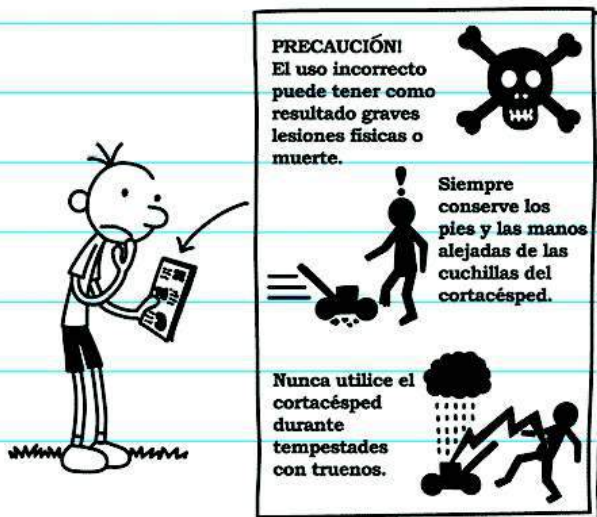 PRECAUCIÓN!
El uso incorrecto
puede tener como
resultado graves
lesiones físicas o
muerte.
Siempre
conserve los
pies y las manos
alejadas de las
cuchillas del
cortacésped.
Nunca utilice el
cortacésped
durante
tempestades
con truenos.